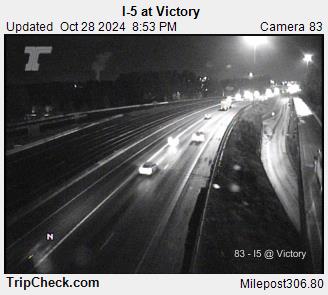 I-5 at Victory
Updated Oct 28 2024 8:53 PM Camera 83
T
N
83 - I5 @ Victory
TripCheck.com Milepost306.80